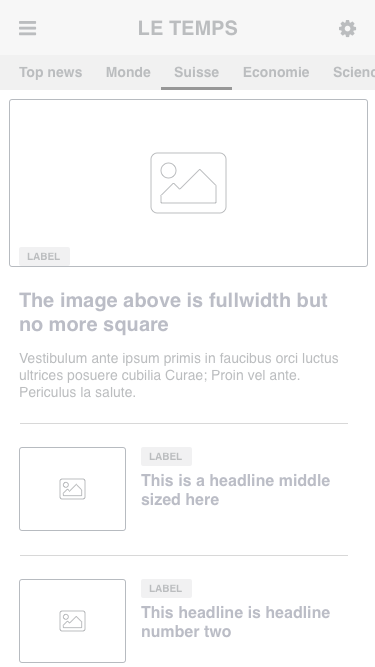 LE TEMPS
Top news Monde Suisse Economie
LABEL
The image above is fullwidth but
no more square
Vestibulum ante ipsum primis in faucibus orci luctus
ultrices posuere cubilia Curae; Proin vel ante.
Periculus la salute.
LABEL
This is a headline middle
sized here
LABEL
This headline is headline
number two